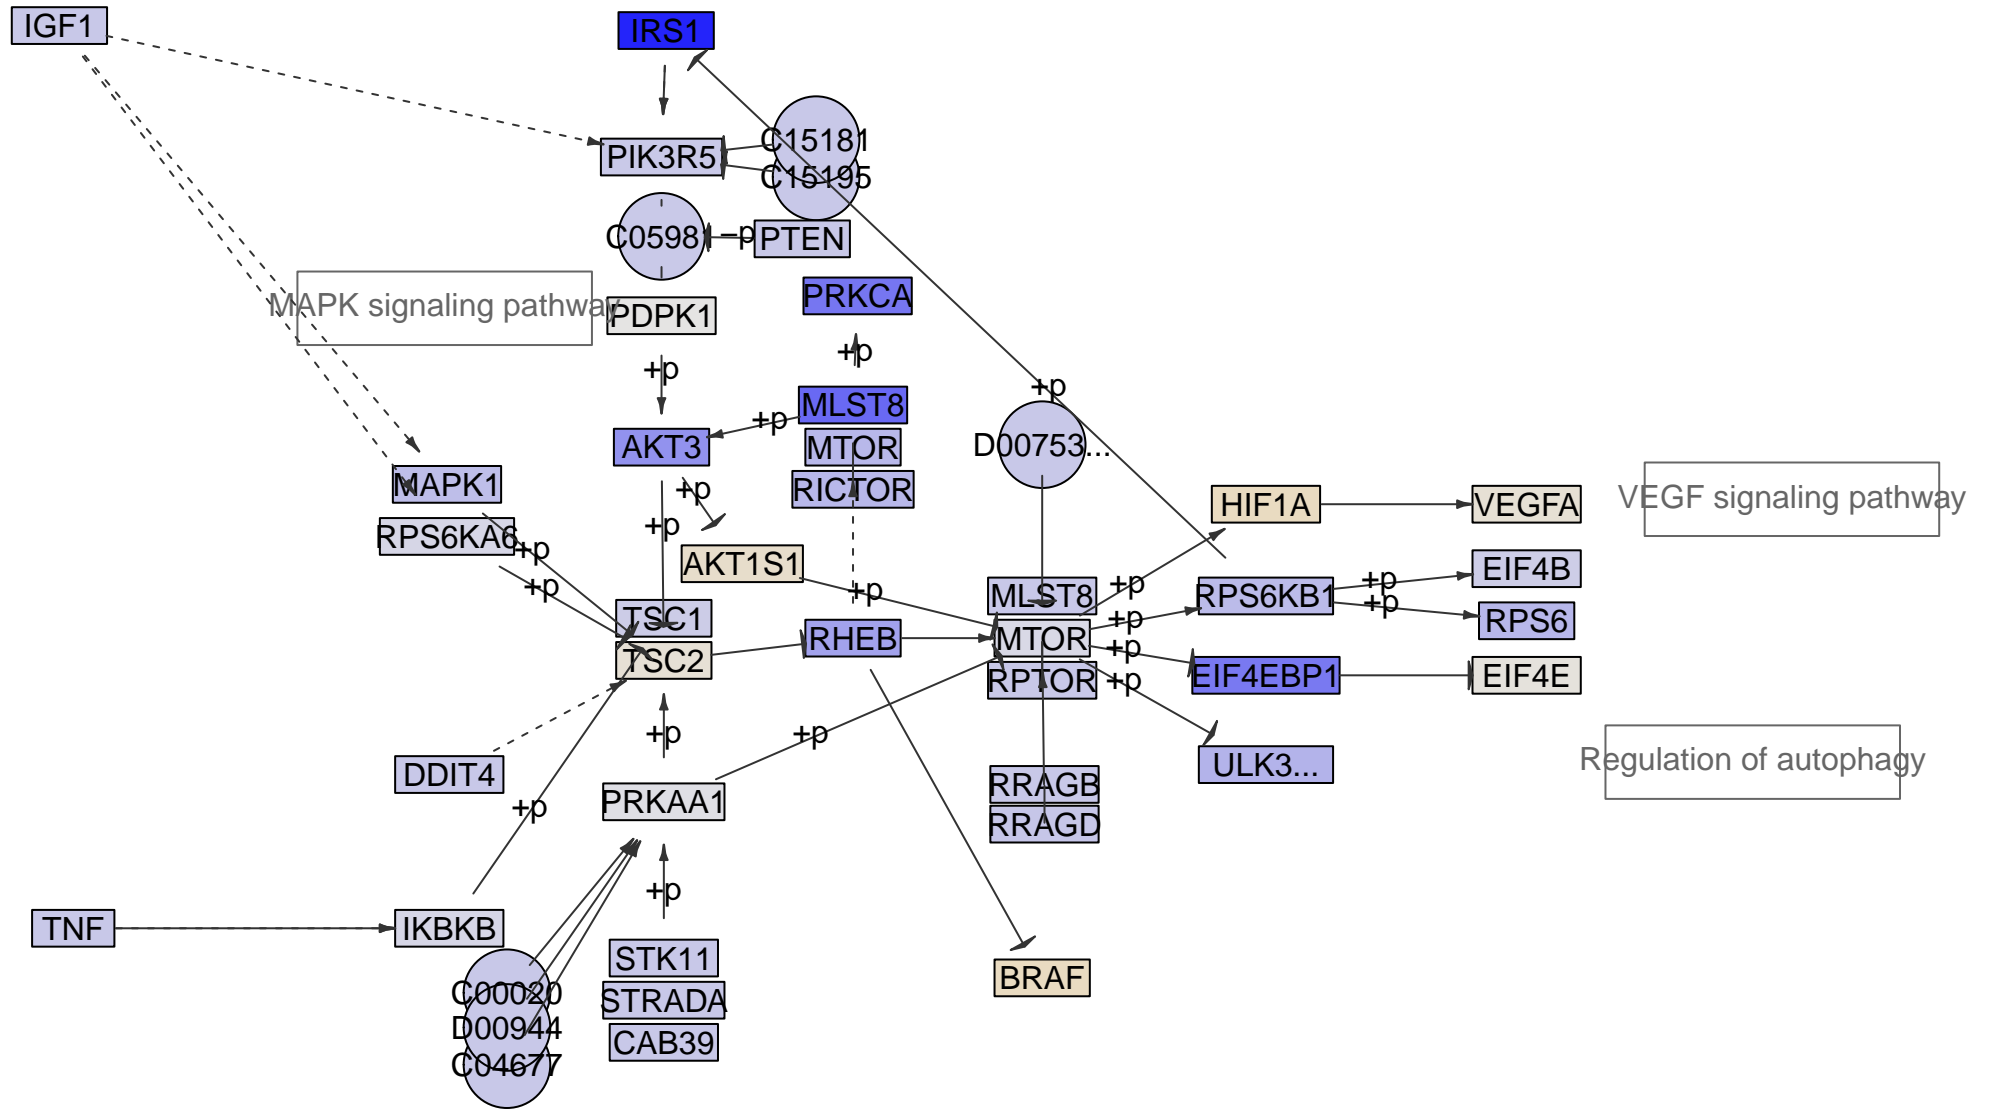 IGF1
IRS1
C15181
PIK3R5
C15195
C05981
−p
PTEN
PRKCA
MAPK signaling pathway
PDPK1
+p
+p
+p
MLST8
+p
AKT3
MTOR
D00753...
MAPK1
+p
RICTOR
HIF1A
VEGFA
VEGF signaling pathway
RPS6KA6
+p
+p
AKT1S1
EIF4B
+p
+p
+p
+p
MLST8
RPS6KB1
+p
TSC1
+p
RPS6
RHEB
MTOR
+p
TSC2
RPTOR
+p
EIF4EBP1
EIF4E
+p
+p
ULK3...
Regulation of autophagy
DDIT4
RRAGB
PRKAA1
+p
RRAGD
+p
TNF
IKBKB
STK11
BRAF
C00020
STRADA
D00944
CAB39
C04677